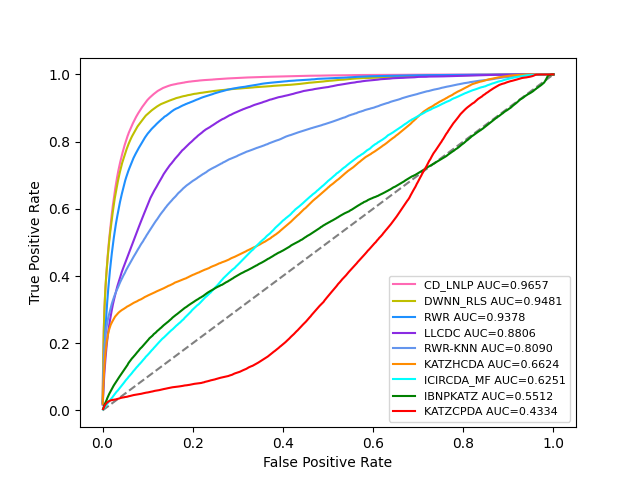 1.0
0.8
0.6
0.4
0.2
0.0
True Positive Rate
CD_LNLP AUC=0.9657
DWNN_RLS AUC=0.9481
RWR AUC=0.9378
LLCDC AUC=0.8806
RWR-KNN AUC=0.8090
KATZHCDA AUC=0.6624
ICIRCDA_MF AUC=0.6251
IBNPKATZ AUC=0.5512
KATZCPDA AUC=0.4334
0.0 0.2 0.4 0.6 0.8 1.0
False Positive Rate